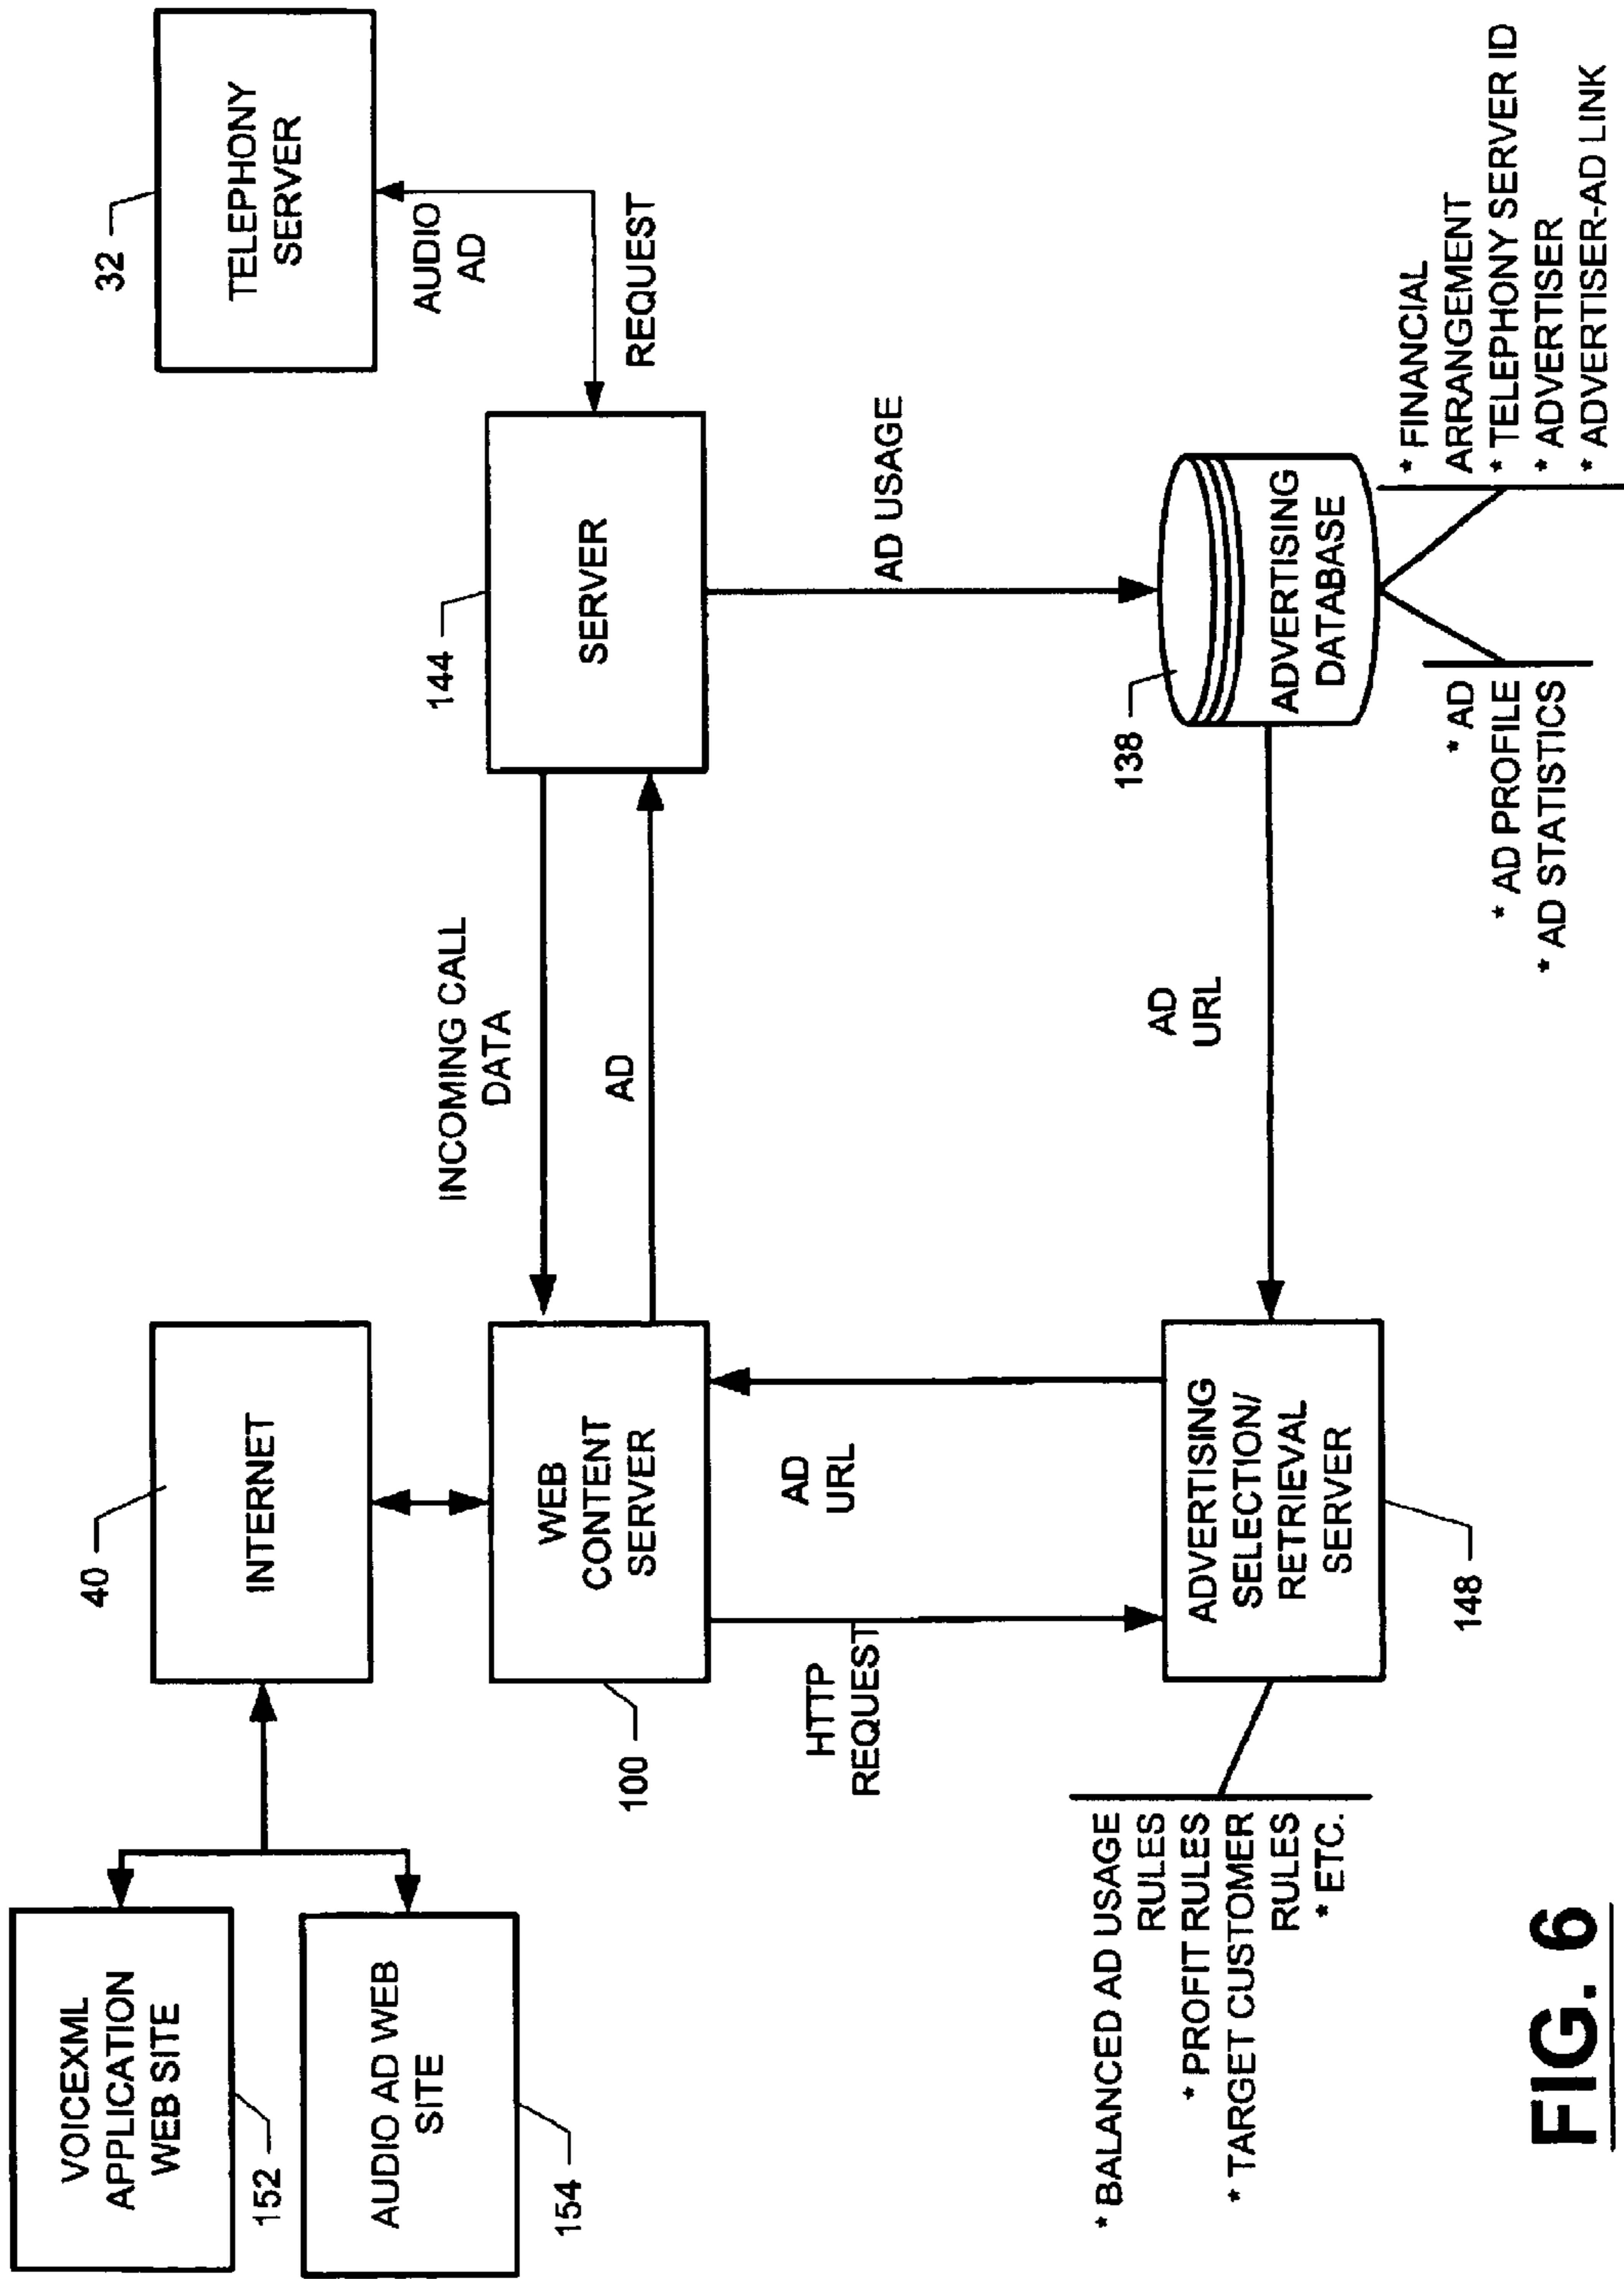 VOICEXML
APPLICATION
WEB SITE
152
AUDIO AD WEB
SITE
154
40
INTERNET
WEB
CONTENT
SERVER
100
INCOMING CALL
DATA
AD
144
SERVER
32
TELEPHONY
SERVER
AUDIO
AD
REQUEST
HTTP
REQUEST
AD
URL
AD USAGE
* BALANCED AD USAGE
RULES
* PROFIT RULES
* TARGET CUSTOMER
RULES
* ETC.
ADVERTISING
SELECTION/
RETRIEVAL
SERVER
148
AD
URL
138
ADVERTISING
DATABASE
* AD
* AD PROFILE
* AD STATISTICS
* FINANCIAL
ARRANGEMENT
* TELEPHONY SERVER ID
* ADVERTISER
* ADVERTISER-AD LINK
FIG. 6